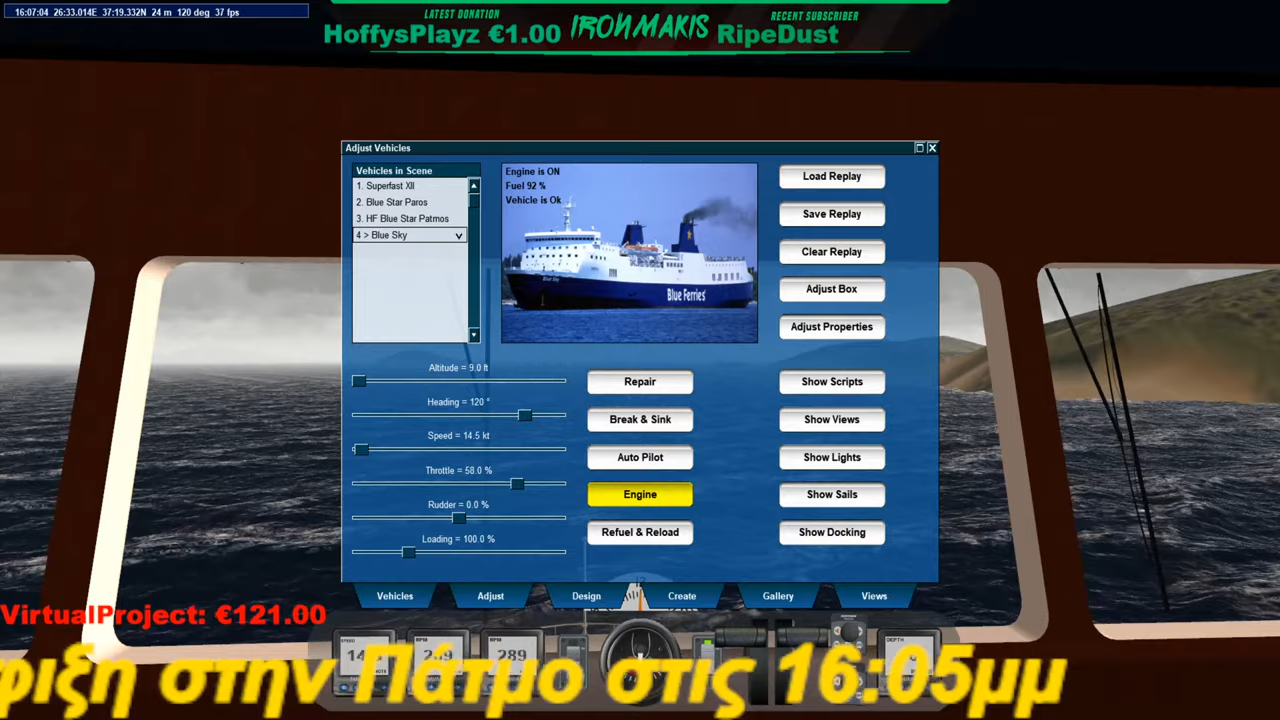 16:07:04 26:33.014E 37:19.332N 24 m 120 deg 37 fps
LATEST DONATION
HoffysPlayz €1.00
IRONMAKIS
RECENT SUBSCRIBER
RipeDust
Adjust Vehicles
Vehicles in Scene
1. Superfast XII
2. Blue Star Paros
3. HF Blue Star Patmos
4 > Blue Sky
Engine is ON
Fuel 92 %
Vehicle is Ok
Blue Ferries
Load Replay
Save Replay
Clear Replay
Adjust Box
Adjust Properties
Altitude = 9.0 ft
Heading = 120 °
Speed = 14.5 kt
Throttle = 58.0 %
Rudder = 0.0 %
Loading = 100.0 %
Repair
Break & Sink
Auto Pilot
Engine
Refuel & Reload
Show Scripts
Show Views
Show Lights
Show Sails
Show Docking
Vehicles
Adjust
Design
Create
Gallery
Views
VirtualProject: €121.00
SPEED
RPM
RPM
289
DEPTH
φιξη στην Πάτμο στις 16:05μμ